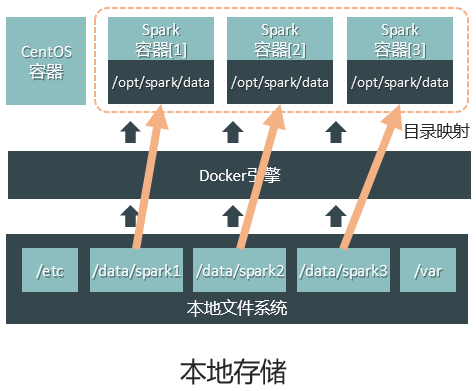 CentOS
容器
Spark
容器[1]
/opt/spark/data
Spark
容器[2]
/opt/spark/data
Spark
容器[3]
/opt/spark/data
目录映射
Docker引擎
/etc
/data/spark1
/data/spark2
/data/spark3
/var
本地文件系统
本地存储